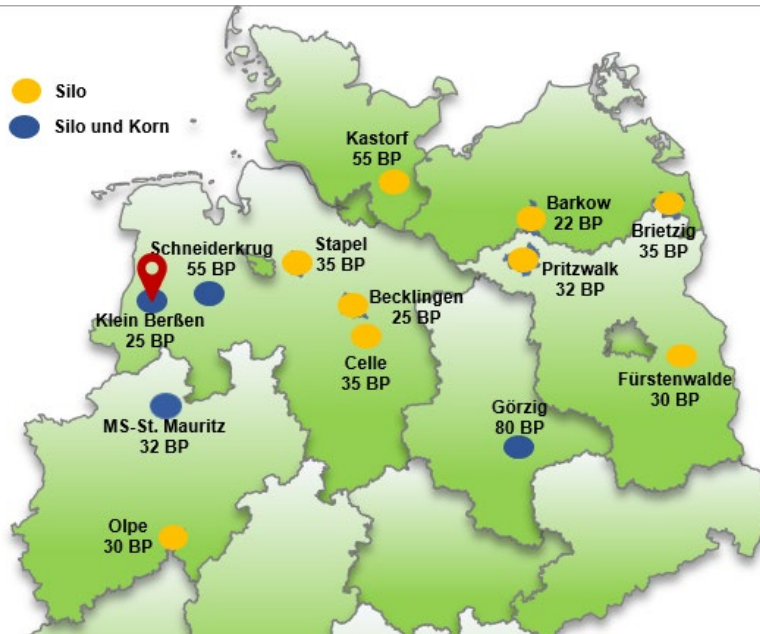 Silo
Silo und Korn
Kastorf
55 BP
Barkow
22 BP
Brietzig
35 BP
Schneiderkrug
55 BP
Stapel
35 BP
Pritzwalk
32 BP
Klein Berßen
25 BP
Becklingen
25 BP
Celle
35 BP
Fürstenwalde
30 BP
MS-St. Mauritz
32 BP
Görzig
80 BP
Olpe
30 BP